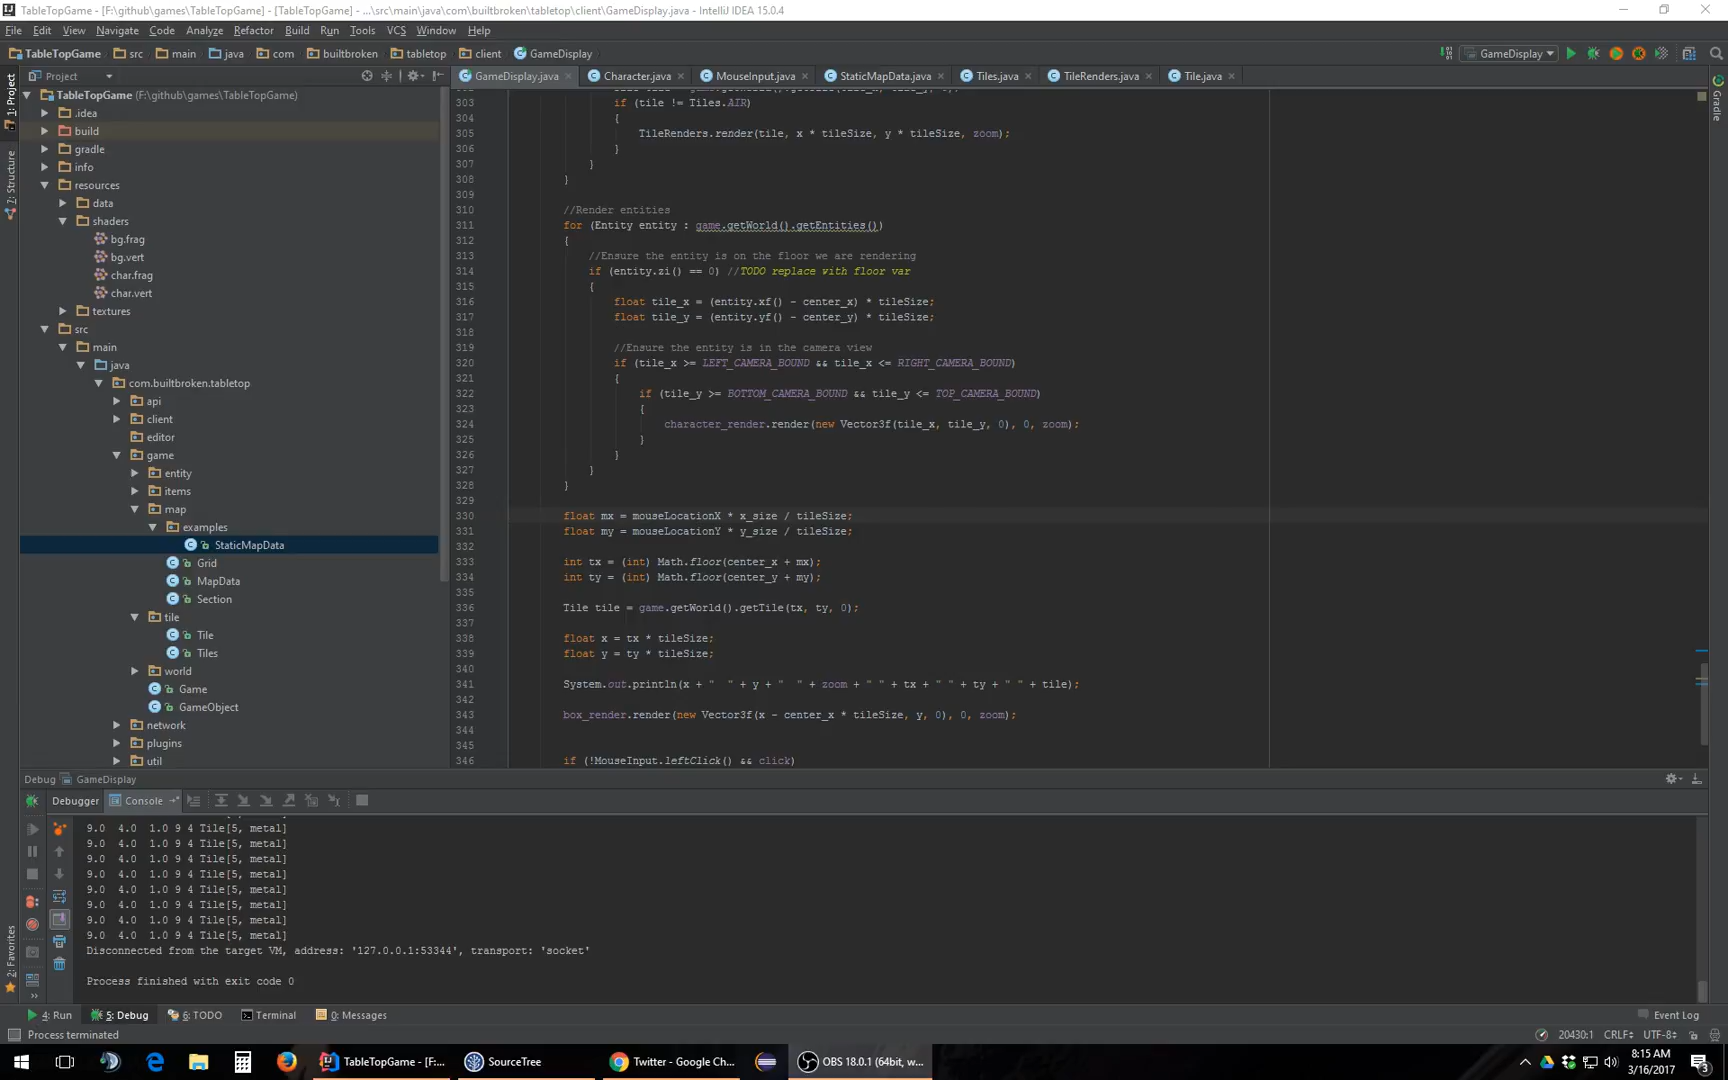 TableTopGame - [F:\github\games\TableTopGame] - [TableTopGame] - ...\src\main\java\com\builtbroken\tabletop\client\GameDisplay.java - IntelliJ IDEA 15.0.4
File Edit View Navigate Code Analyze Refactor Build Run Tools VCS Window Help
TableTopGame src main java com builtbroken tabletop client GameDisplay GameDisplay
Project GameDisplay.java Character.java MouseInput.java StaticMapData.java Tiles.java TileRenders.java Tile.java
1: Project
7: Structure
2: Favorites
Gradle
TableTopGame (F:\github\games\TableTopGame)
.idea
build
gradle
info
resources
data
shaders
bg.frag
bg.vert
char.frag
char.vert
textures
src
main
java
com.builtbroken.tabletop
api
client
editor
game
entity
items
map
examples
StaticMapData
Grid
MapData
Section
tile
Tile
Tiles
world
Game
GameObject
network
plugins
util
303 if (tile != Tiles.AIR)
304 {
305 TileRenders.render(tile, x * tileSize, y * tileSize, zoom);
306 }
307 }
308 }
309
310 //Render entities
311 for (Entity entity : game.getWorld().getEntities())
312 {
313 //Ensure the entity is on the floor we are rendering
314 if (entity.zi() == 0) //TODO replace with floor var
315 {
316 float tile_x = (entity.xf() - center_x) * tileSize;
317 float tile_y = (entity.yf() - center_y) * tileSize;
318
319 //Ensure the entity is in the camera view
320 if (tile_x >= LEFT_CAMERA_BOUND && tile_x <= RIGHT_CAMERA_BOUND)
321 {
322 if (tile_y >= BOTTOM_CAMERA_BOUND && tile_y <= TOP_CAMERA_BOUND)
323 {
324 character_render.render(new Vector3f(tile_x, tile_y, 0), 0, zoom);
325 }
326 }
327 }
328 }
329
330 float mx = mouseLocationX * x_size / tileSize;
331 float my = mouseLocationY * y_size / tileSize;
332
333 int tx = (int) Math.floor(center_x + mx);
334 int ty = (int) Math.floor(center_y + my);
335
336 Tile tile = game.getWorld().getTile(tx, ty, 0);
337
338 float x = tx * tileSize;
339 float y = ty * tileSize;
340
341 System.out.println(x + "  " + y + "  " + zoom + " " + tx + " " + ty + " " + tile);
342
343 box_render.render(new Vector3f(x - center_x * tileSize, y, 0), 0, zoom);
344
345
346 if (!MouseInput.leftClick() && click)
Debug GameDisplay
Debugger Console
9.0  4.0  1.0 9 4 Tile[5, metal]
9.0  4.0  1.0 9 4 Tile[5, metal]
9.0  4.0  1.0 9 4 Tile[5, metal]
9.0  4.0  1.0 9 4 Tile[5, metal]
9.0  4.0  1.0 9 4 Tile[5, metal]
9.0  4.0  1.0 9 4 Tile[5, metal]
9.0  4.0  1.0 9 4 Tile[5, metal]
9.0  4.0  1.0 9 4 Tile[5, metal]
Disconnected from the target VM, address: '127.0.0.1:53344', transport: 'socket'
Process finished with exit code 0
4: Run 5: Debug 6: TODO Terminal 0: Messages Event Log
Process terminated 20430:1 CRLF÷ UTF-8÷
TableTopGame - [F:... SourceTree Twitter - Google Ch... OBS 18.0.1 (64bit, w... 8:15 AM
3/16/2017 3